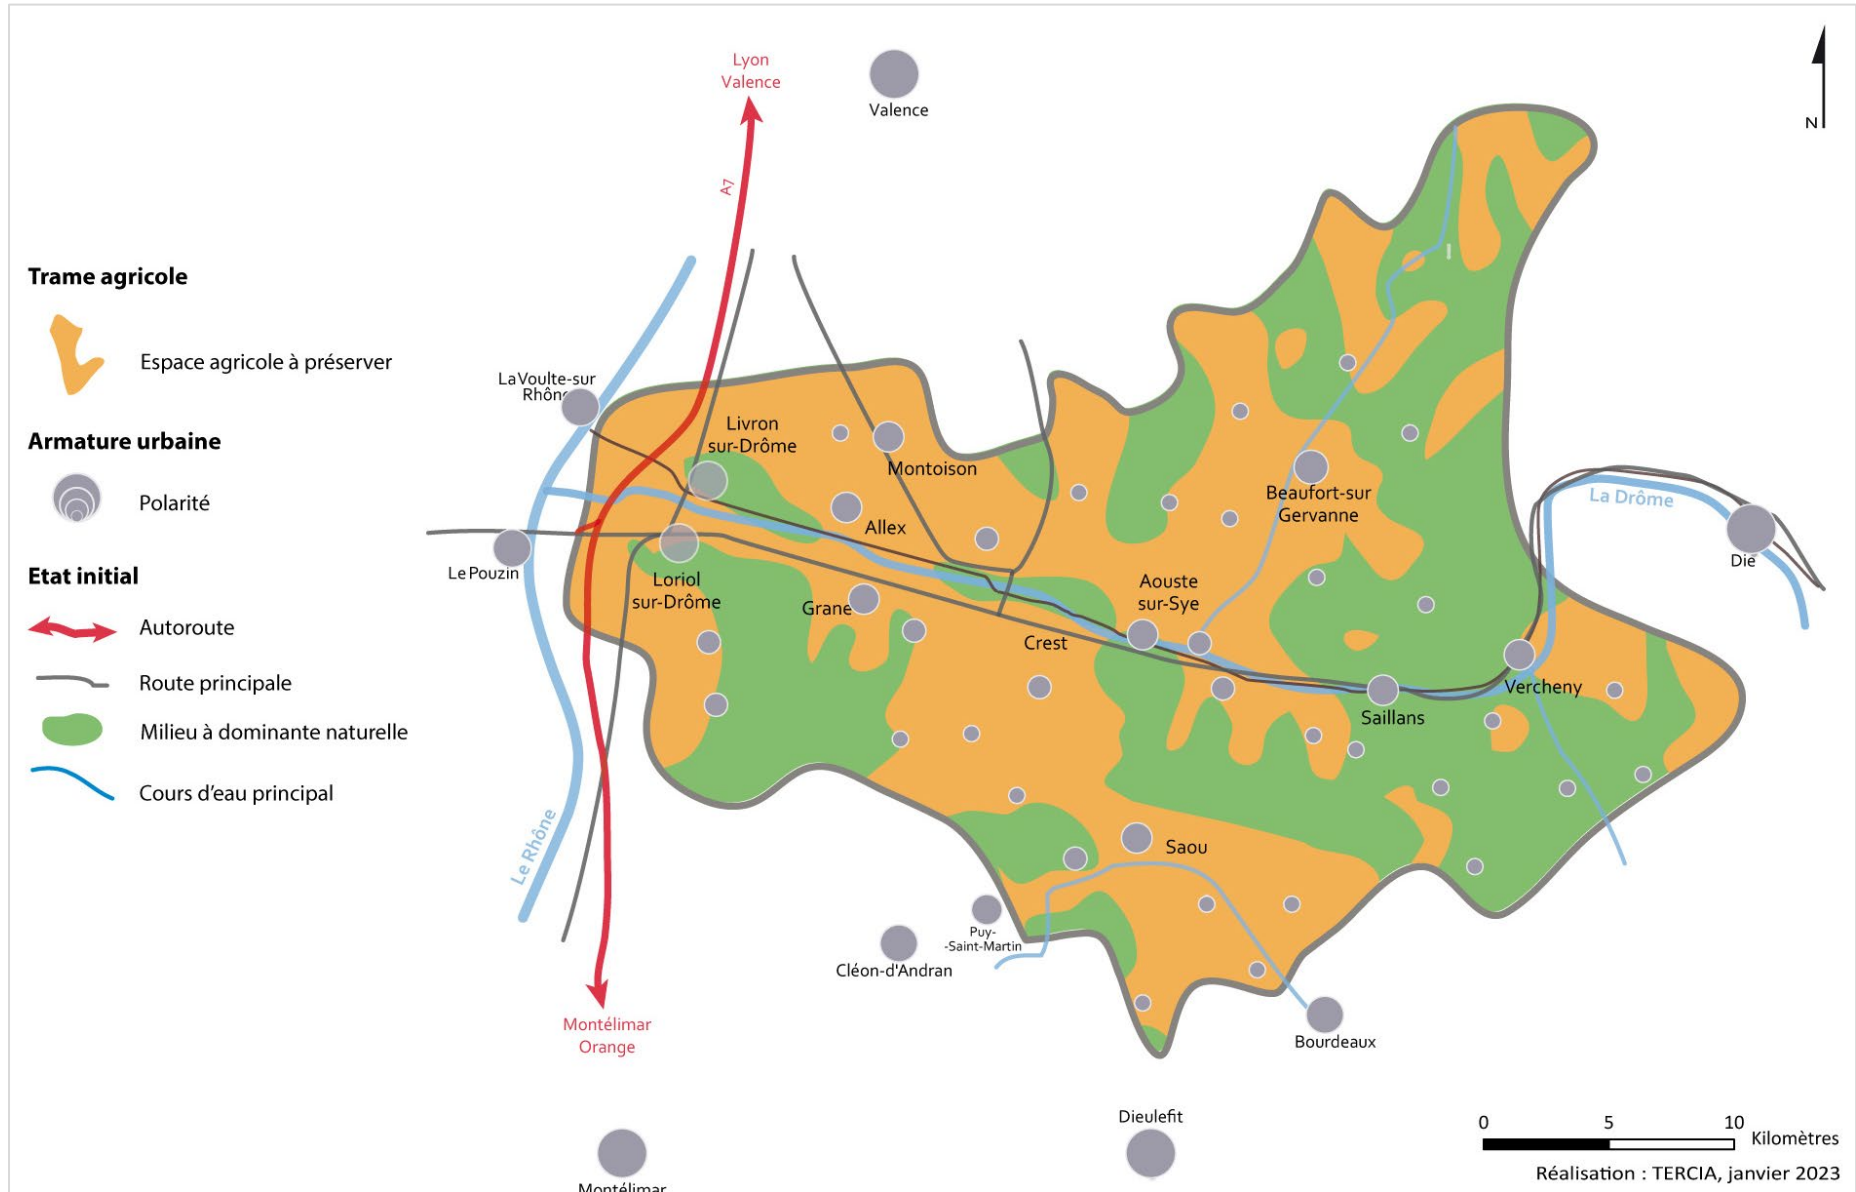 Lyon
Valence
Valence
N
A7
Trame agricole
Espace agricole à préserver
Armature urbaine
Polarité
Etat initial
Autoroute
Route principale
Milieu à dominante naturelle
Cours d'eau principal
La Voulte-sur
Rhône
Livron
sur-Drôme
Montoison
Allex
Le Pouzin
Loriol
sur-Drôme
Grane
Crest
Aouste
sur-Sye
Beaufort-sur
Gervanne
La Drôme
Die
Vercheny
Saillans
Saou
Le Rhône
Puy-
-Saint-Martin
Cléon-d'Andran
Bourdeaux
Montélimar
Orange
Dieulefit
Montélimar
0 5 10
Kilomètres
Réalisation : TERCIA, janvier 2023